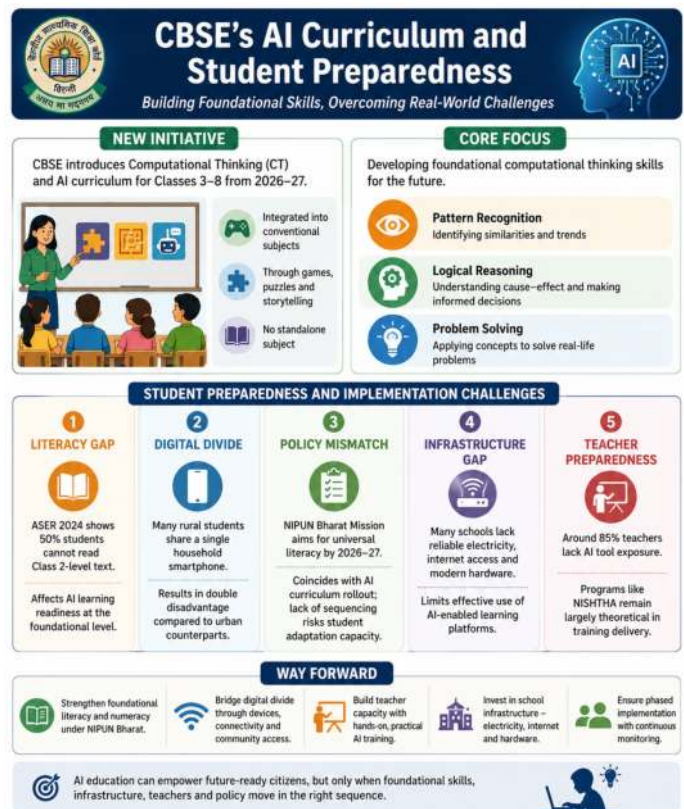 CBSE's AI Curriculum and
Student Preparedness
Building Foundational Skills, Overcoming Real-World Challenges
AI
NEW INITIATIVE
CBSE introduces Computational Thinking (CT)
and AI curriculum for Classes 3–8 from 2026–27.
Integrated into
conventional
subjects
Through games,
puzzles and
storytelling
No standalone
subject
CORE FOCUS
Developing foundational computational thinking skills
for the future.
Pattern Recognition
Identifying similarities and trends
Logical Reasoning
Understanding cause–effect and making
informed decisions
Problem Solving
Applying concepts to solve real-life
problems
STUDENT PREPAREDNESS AND IMPLEMENTATION CHALLENGES
1
LITERACY GAP
ASER 2024 shows
50% students
cannot read
Class 2-level text.
Affects AI learning
readiness at the
foundational level.
2
DIGITAL DIVIDE
Many rural students
share a single
household
smartphone.
Results in double
disadvantage
compared to urban
counterparts.
3
POLICY MISMATCH
NIPUN Bharat Mission
aims for universal
literacy by 2026–27.
Coincides with AI
curriculum rollout;
lack of sequencing
risks student
adaptation capacity.
4
INFRASTRUCTURE
GAP
Many schools lack
reliable electricity,
internet access and
modern hardware.
Limits effective use of
AI-enabled learning
platforms.
5
TEACHER
PREPAREDNESS
Around 85% teachers
lack AI tool exposure.
Programs like
NISHTHA remain
largely theoretical in
training delivery.
WAY FORWARD
Strengthen foundational
literacy and numeracy
under NIPUN Bharat.
Bridge digital divide
through devices,
connectivity and
community access.
Build teacher
capacity with
hands-on, practical
AI training.
Invest in school
infrastructure –
electricity, internet
and hardware.
Ensure phased
implementation
with continuous
monitoring.
AI education can empower future-ready citizens, but only when foundational skills,
infrastructure, teachers and policy move in the right sequence.